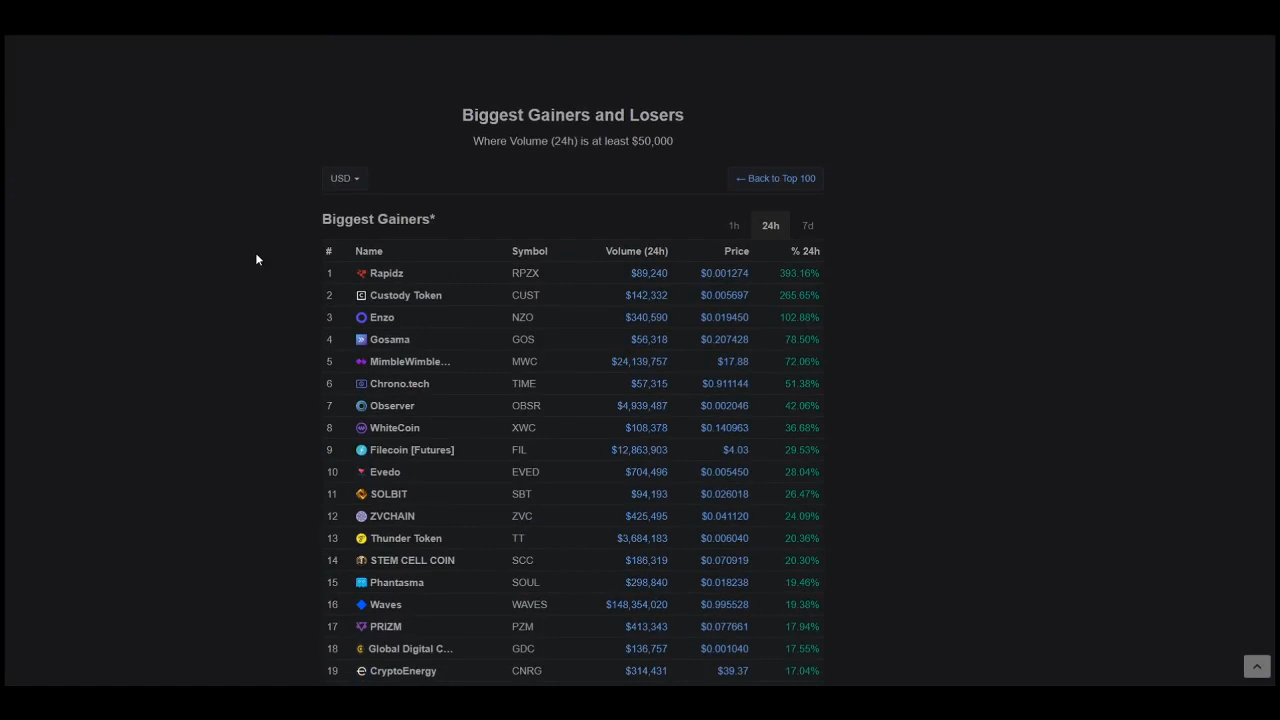 Biggest Gainers and Losers
Where Volume (24h) is at least $50,000
USD
← Back to Top 100
Biggest Gainers*
1h 24h 7d
# Name Symbol Volume (24h) Price % 24h
1 Rapidz RPZX $89,240 $0.001274 393.16%
2 Custody Token CUST $142,332 $0.005697 265.65%
3 Enzo NZO $340,590 $0.019450 102.88%
4 Gosama GOS $56,318 $0.207428 78.50%
5 MimbleWimble... MWC $24,139,757 $17.88 72.06%
6 Chrono.tech TIME $57,315 $0.911144 51.38%
7 Observer OBSR $4,939,487 $0.002046 42.06%
8 WhiteCoin XWC $108,378 $0.140963 36.68%
9 Filecoin [Futures] FIL $12,863,903 $4.03 29.53%
10 Evedo EVED $704,496 $0.005450 28.04%
11 SOLBIT SBT $94,193 $0.026018 26.47%
12 ZVCHAIN ZVC $425,495 $0.041120 24.09%
13 Thunder Token TT $3,684,183 $0.006040 20.36%
14 STEM CELL COIN SCC $186,319 $0.070919 20.30%
15 Phantasma SOUL $298,840 $0.018238 19.46%
16 Waves WAVES $148,354,020 $0.995528 19.38%
17 PRIZM PZM $413,343 $0.077661 17.94%
18 Global Digital C... GDC $136,757 $0.001040 17.55%
19 CryptoEnergy CNRG $314,431 $39.37 17.04%